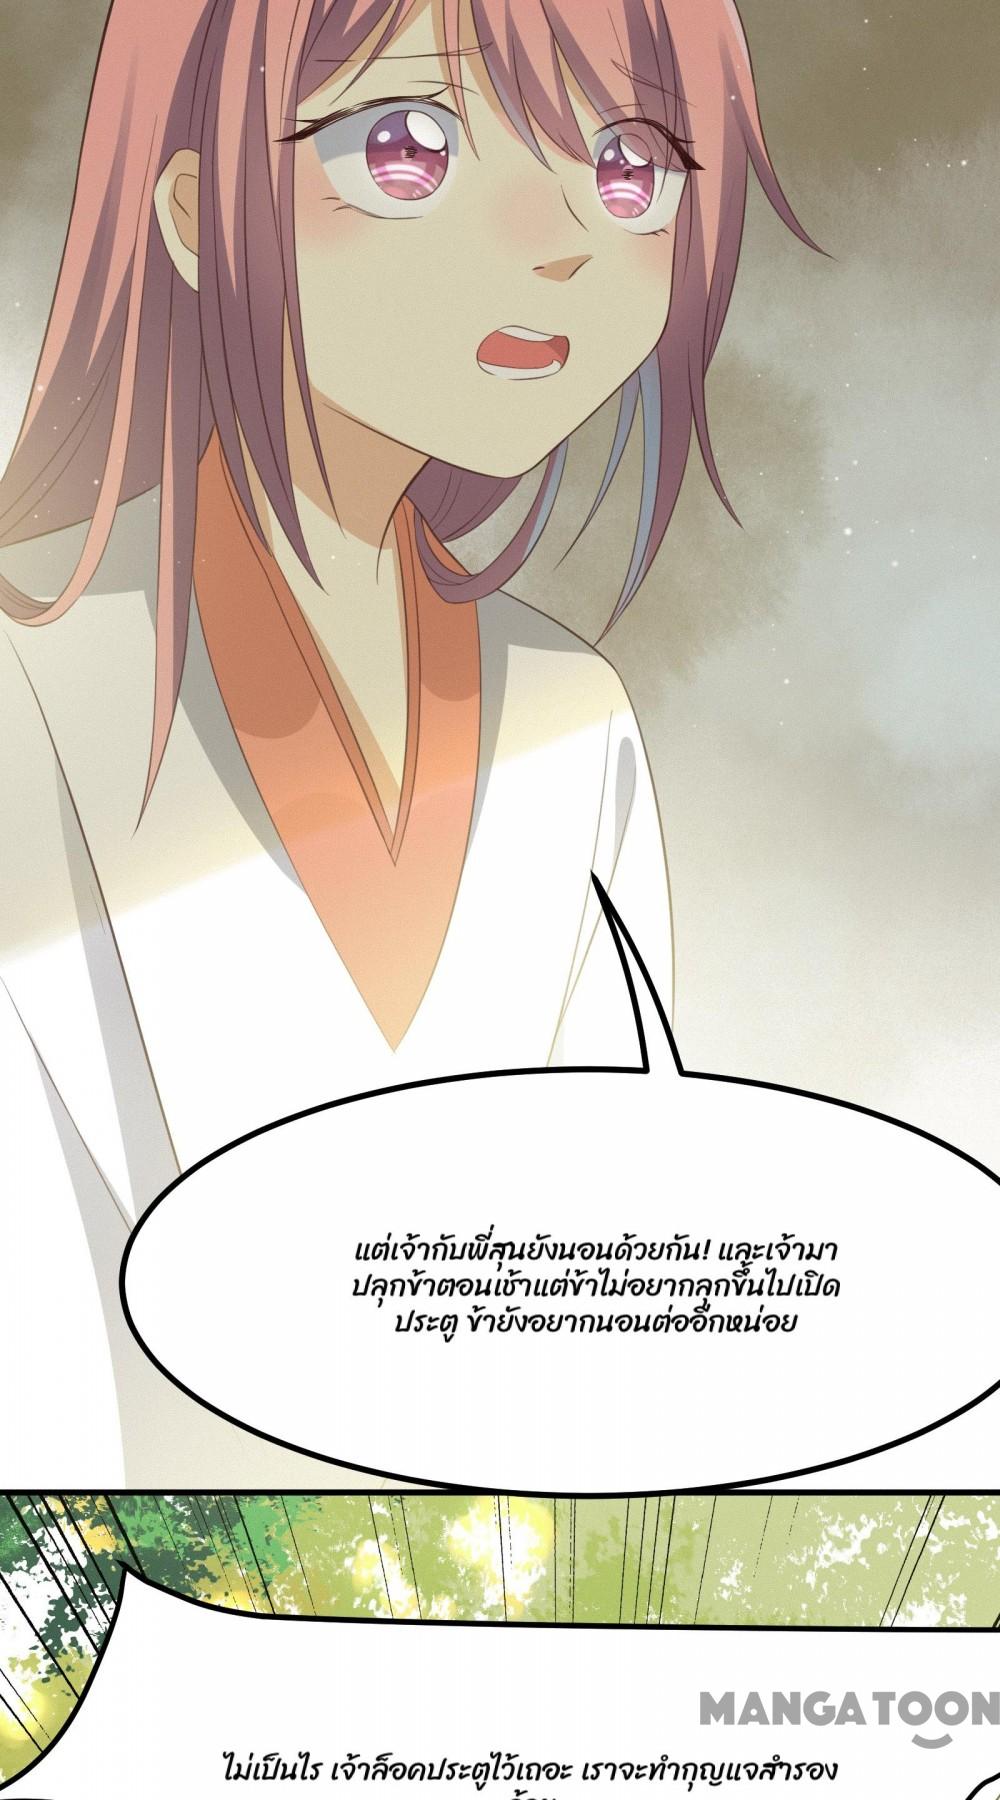 แต่เจ้ากับพี่สุนยังนอนด้วยกัน! และเจ้ามา
ปลุกข้าตอนเช้าแต่ข้าไม่อยากลุกขึ้นไปเปิด
ประตู ข้ายังอยากนอนต่ออีกหน่อย
MANGATOON
ไม่เป็นไร เจ้าล็อคประตูไว้เถอะ เราจะทำกุญแจสำรอง